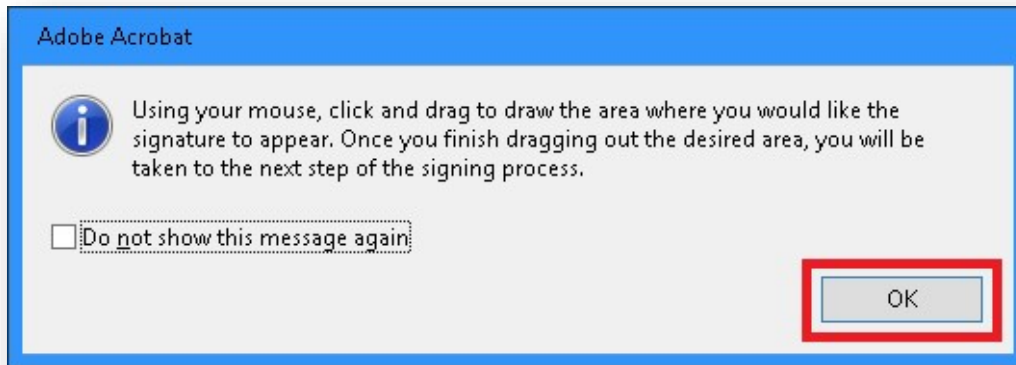 Adobe Acrobat
Using your mouse, click and drag to draw the area where you would like the
signature to appear. Once you finish dragging out the desired area, you will be
taken to the next step of the signing process.
Do not show this message again
OK